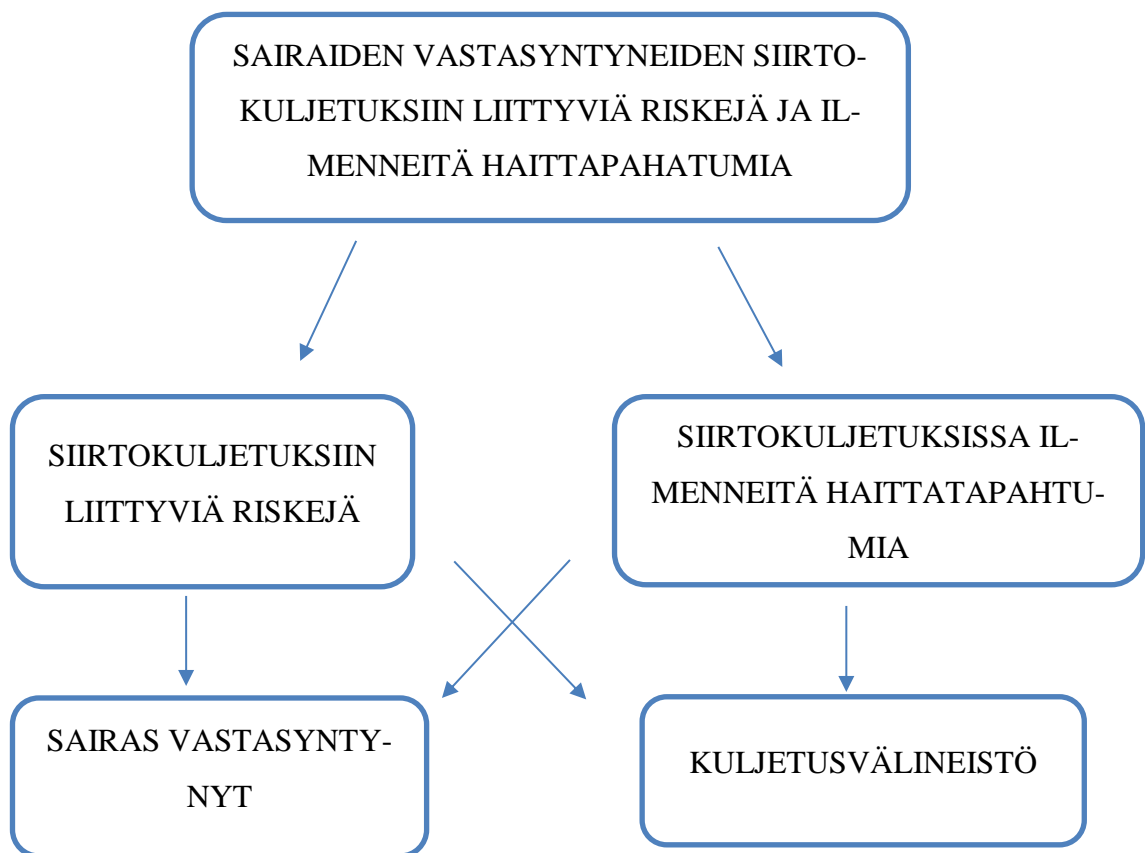 SAIRAIDEN VASTASYNTYNEIDEN SIIRTO-
KULJETUKSIIN LIITTYVIÄ RISKEJÄ JA IL-
MENNEITÄ HAITTAPAHATUMIA
SIIRTOKULJETUKSIIN
LIITTYVIÄ RISKEJÄ
SIIRTOKULJETUKSISSA IL-
MENNEITÄ HAITTATAPAHTU-
MIA
SAIRAS VASTASYNTY-
NYT
KULJETUSVÄLINEISTÖ